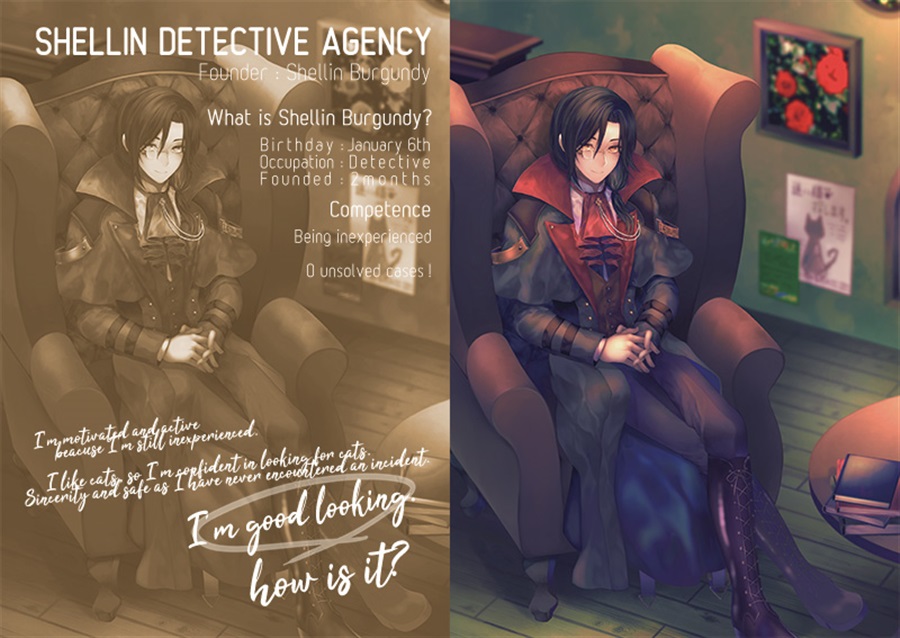 SHELLIN DETECTIVE AGENCY
Founder : Shellin Burgundy
What is Shellin Burgundy?
Birthday : January 6th
Occupation : Detective
Founded : 2months
Competence
Being inexperienced
0 unsolved cases !
I'm motivated and active
beacuse I'm still inexperienced.
I like cats, so I'm confident in looking for cats.
Sincerity and safe as I have never encountered an incident.
I'm good looking.
how is it?